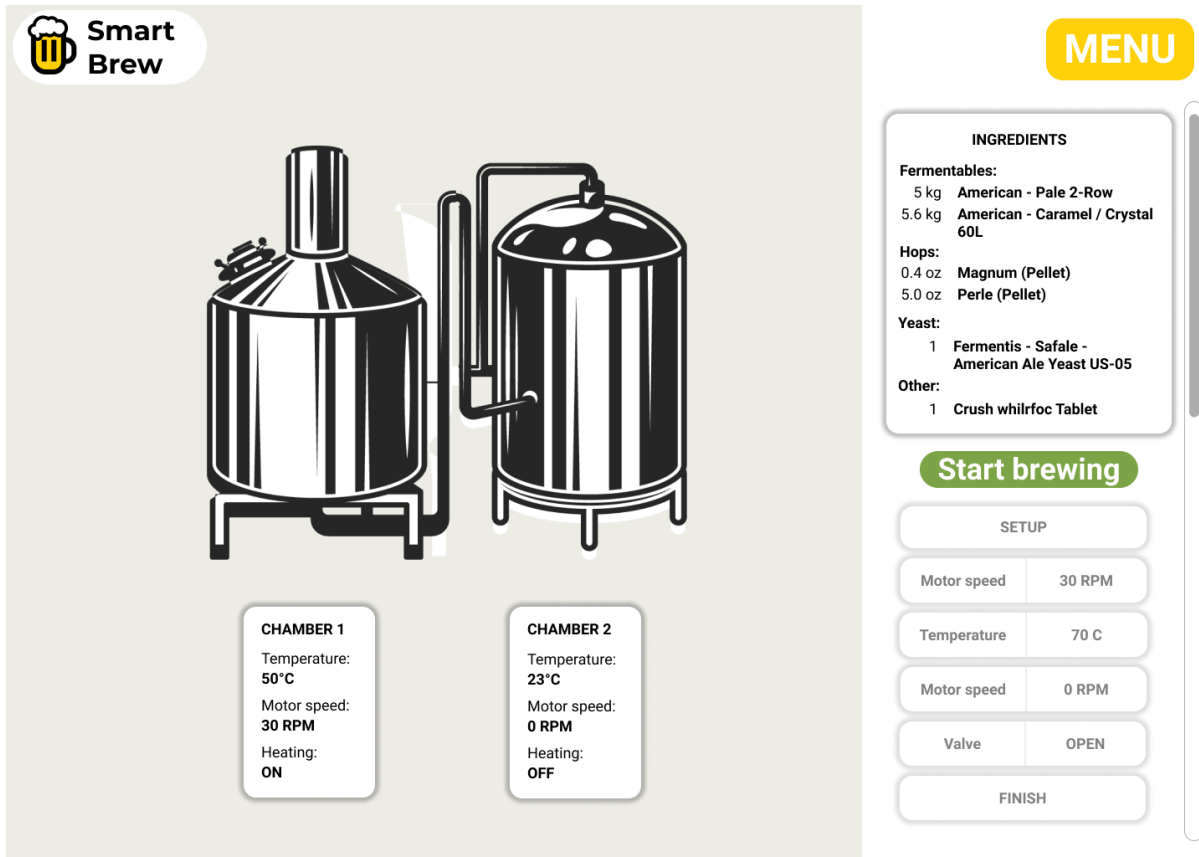 Smart
Brew
MENU
INGREDIENTS
Fermentables:
5 kg American - Pale 2-Row
5.6 kg American - Caramel / Crystal
60L
Hops:
0.4 oz Magnum (Pellet)
5.0 oz Perle (Pellet)
Yeast:
1 Fermentis - Safale -
American Ale Yeast US-05
Other:
1 Crush whilrfoc Tablet
Start brewing
SETUP
Motor speed 30 RPM
Temperature 70 C
Motor speed 0 RPM
Valve OPEN
FINISH
CHAMBER 1
Temperature:
50°C
Motor speed:
30 RPM
Heating:
ON
CHAMBER 2
Temperature:
23°C
Motor speed:
0 RPM
Heating:
OFF